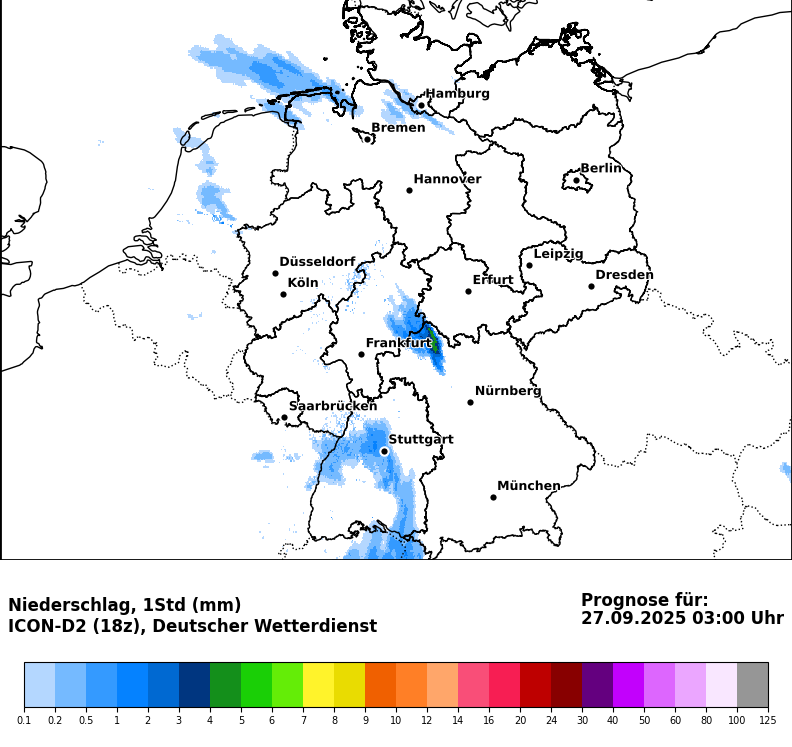 Hamburg
Bremen
Berlin
Hannover
Leipzig
Düsseldorf
Dresden
Köln
Erfurt
Frankfurt
Nürnberg
Saarbrücken
Stuttgart
München
Niederschlag, 1Std (mm)
ICON-D2 (18z), Deutscher Wetterdienst
Prognose für:
27.09.2025 03:00 Uhr
0.1 0.2 0.5 1 2 3 4 5 6 7 8 9 10 12 14 16 20 24 30 40 50 60 80 100 125